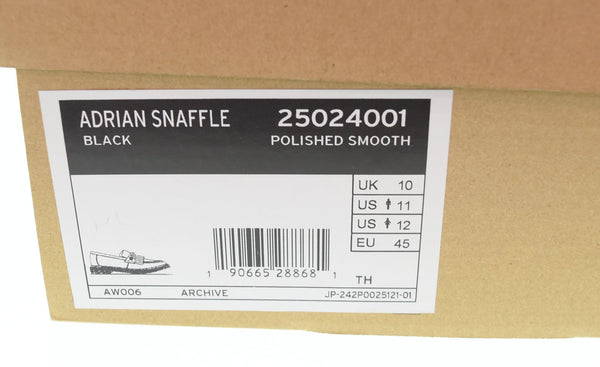 ADRIAN SNAFFLE 25024001
BLACK POLISHED SMOOTH
UK 10
US 11
US 12
EU 45
1 90665 28868 1
TH
AW006 ARCHIVE JP-242P0025121-01